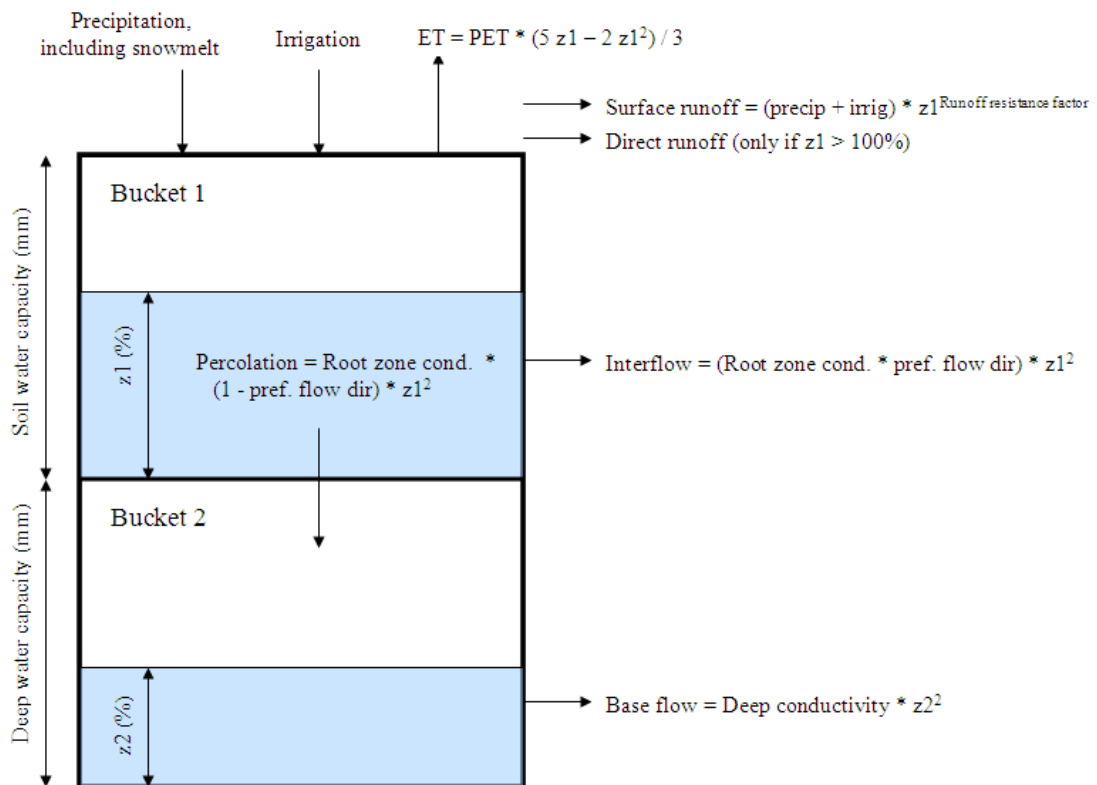 Precipitation,
including snowmelt
Irrigation
ET = PET * (5 z1 – 2 z1²) / 3
Surface runoff = (precip + irrig) * z1^Runoff resistance factor
Direct runoff (only if z1 > 100%)
Bucket 1
Soil water capacity (mm)
z1 (%)
Percolation = Root zone cond. *
(1 - pref. flow dir) * z1²
Interflow = (Root zone cond. * pref. flow dir) * z1²
Bucket 2
Deep water capacity (mm)
z2 (%)
Base flow = Deep conductivity * z2²